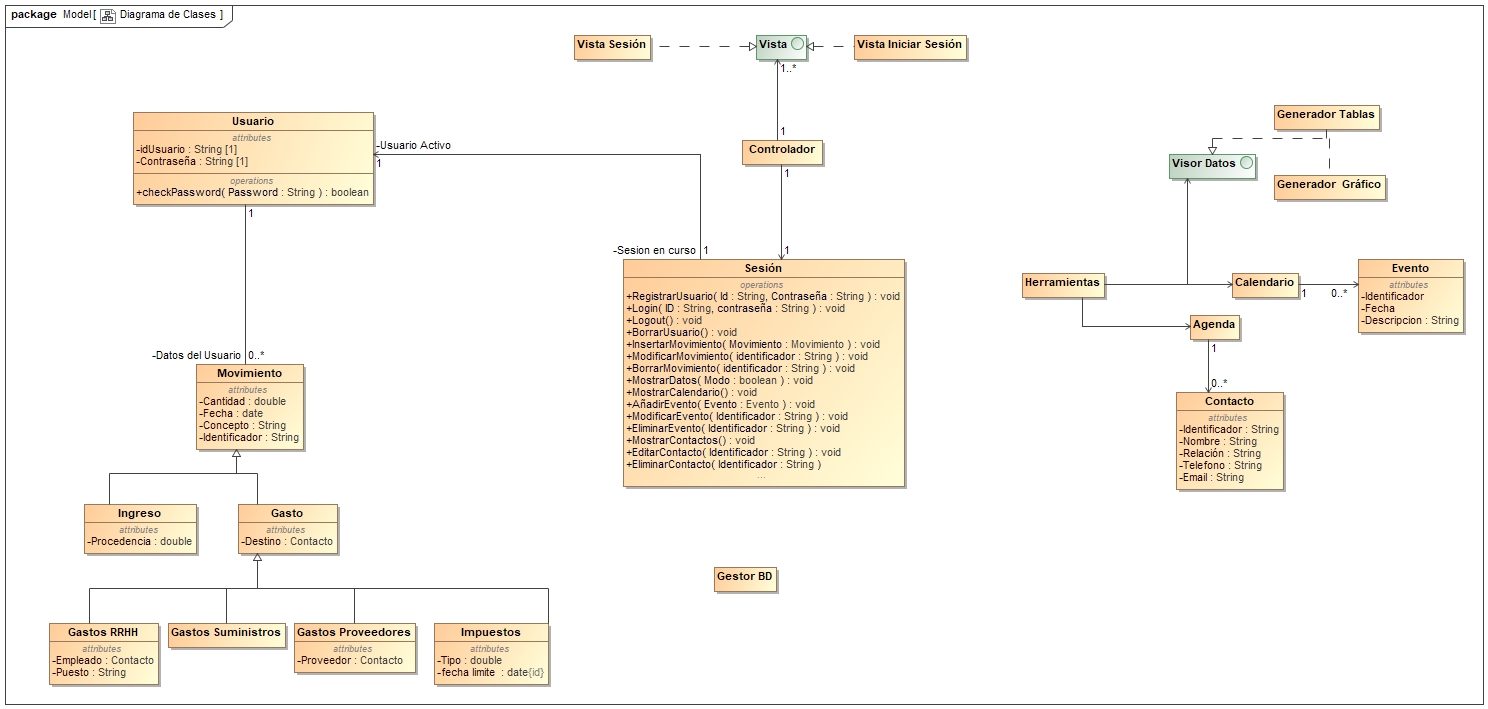 package Model[ Diagrama de Clases ]
Vista Sesión
Vista
Vista Iniciar Sesión
1..*
1
Controlador
1
1
Usuario
attributes
-idUsuario : String [1]
-Contraseña : String [1]
operations
+checkPassword( Password : String ) : boolean
-Usuario Activo
1
1
-Sesion en curso
1
Sesión
operations
+RegistrarUsuario( Id : String, Contraseña : String ) : void
+Login( ID : String, contraseña : String ) : void
+Logout() : void
+BorrarUsuario() : void
+InsertarMovimiento( Movimiento : Movimiento ) : void
+ModificarMovimiento( identificador : String ) : void
+BorrarMovimiento( identificador : String ) : void
+MostrarDatos( Modo : boolean ) : void
+MostrarCalendario() : void
+AñadirEvento( Evento : Evento ) : void
+ModificarEvento( Identificador : String ) : void
+EliminarEvento( Identificador : String ) : void
+MostrarContactos() : void
+EditarContacto( Identificador : String ) : void
+EliminarContacto( Identificador : String )
...
-Datos del Usuario
0..*
Movimiento
attributes
-Cantidad : double
-Fecha : date
-Concepto : String
-Identificador : String
Ingreso
attributes
-Procedencia : double
Gasto
attributes
-Destino : Contacto
Gastos RRHH
attributes
-Empleado : Contacto
-Puesto : String
Gastos Suministros
Gastos Proveedores
attributes
-Proveedor : Contacto
Impuestos
attributes
-Tipo : double
-fecha limite : date{id}
Gestor BD
Generador Tablas
Visor Datos
Generador Gráfico
Herramientas
Calendario
1
0..*
Evento
attributes
-Identificador
-Fecha
-Descripcion : String
Agenda
1
0..*
Contacto
attributes
-Identificador : String
-Nombre : String
-Relación : String
-Telefono : String
-Email : String